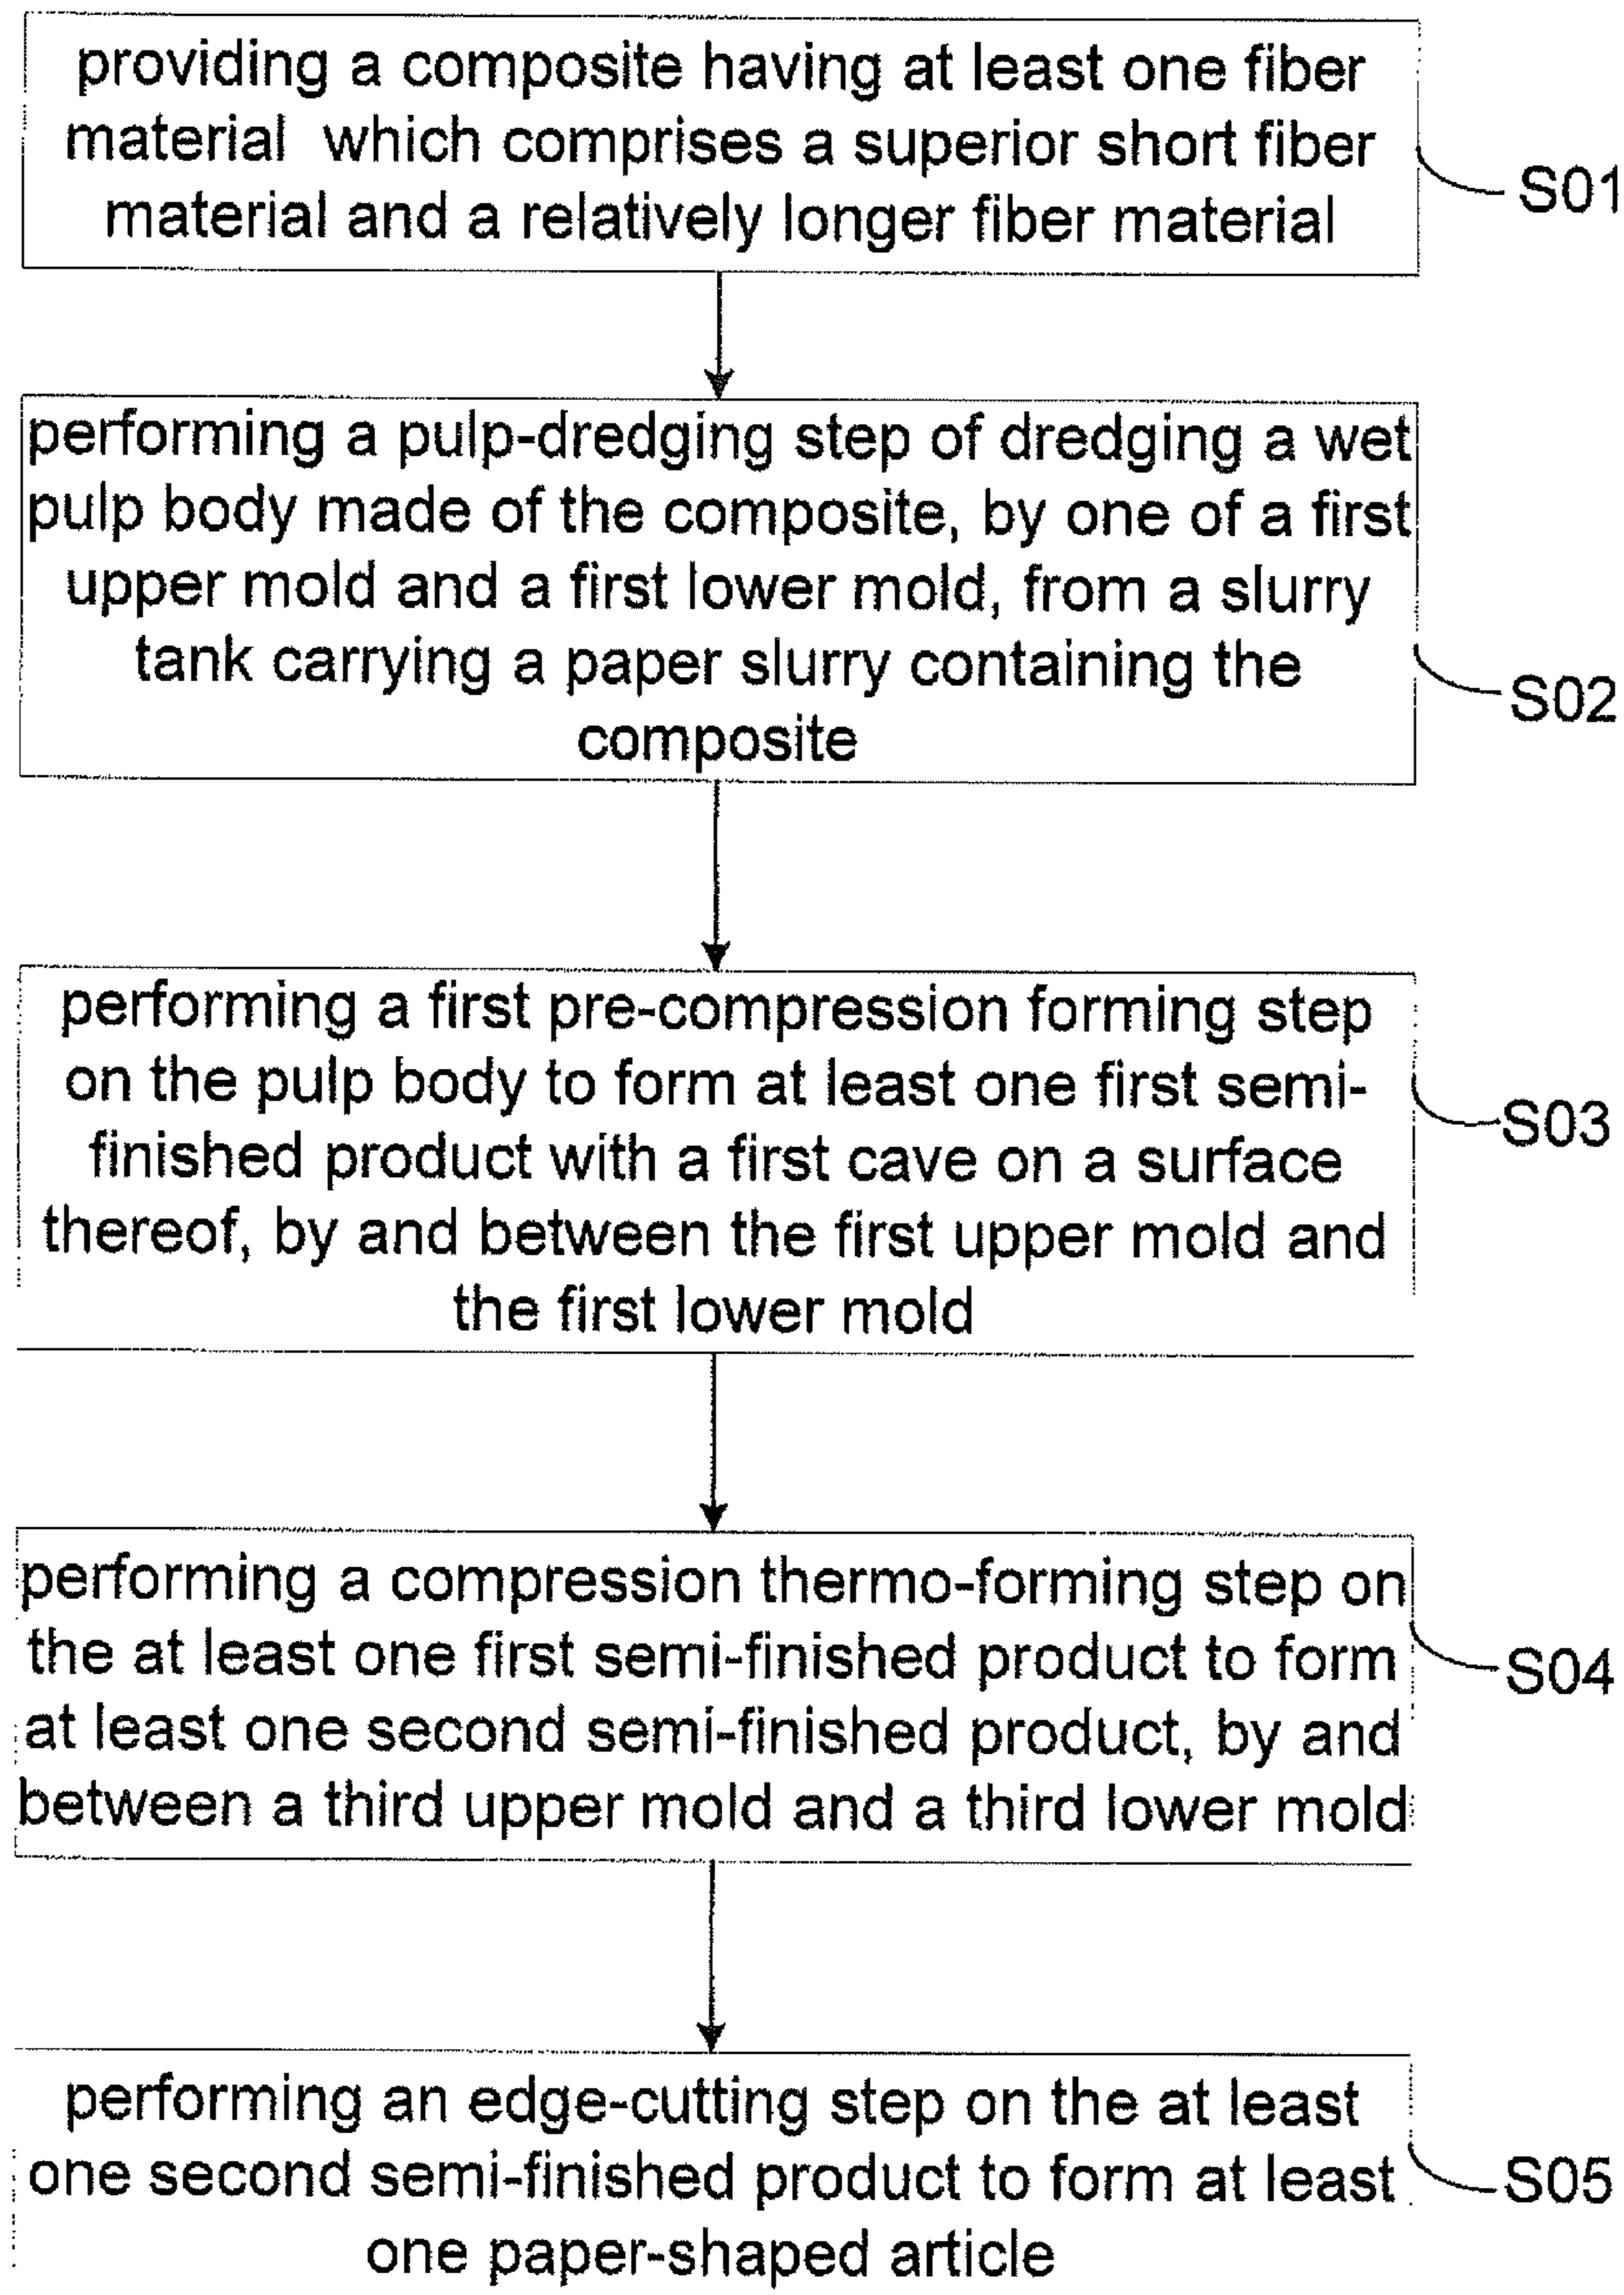 providing a composite having at least one fiber
material which comprises a superior short fiber
material and a relatively longer fiber material
S01
performing a pulp-dredging step of dredging a wet
pulp body made of the composite, by one of a first
upper mold and a first lower mold, from a slurry
tank carrying a paper slurry containing the
composite
S02
performing a first pre-compression forming step
on the pulp body to form at least one first semi-
finished product with a first cave on a surface
thereof, by and between the first upper mold and
the first lower mold
S03
performing a compression thermo-forming step on
the at least one first semi-finished product to form
at least one second semi-finished product, by and
between a third upper mold and a third lower mold
S04
performing an edge-cutting step on the at least
one second semi-finished product to form at least
one paper-shaped article
S05